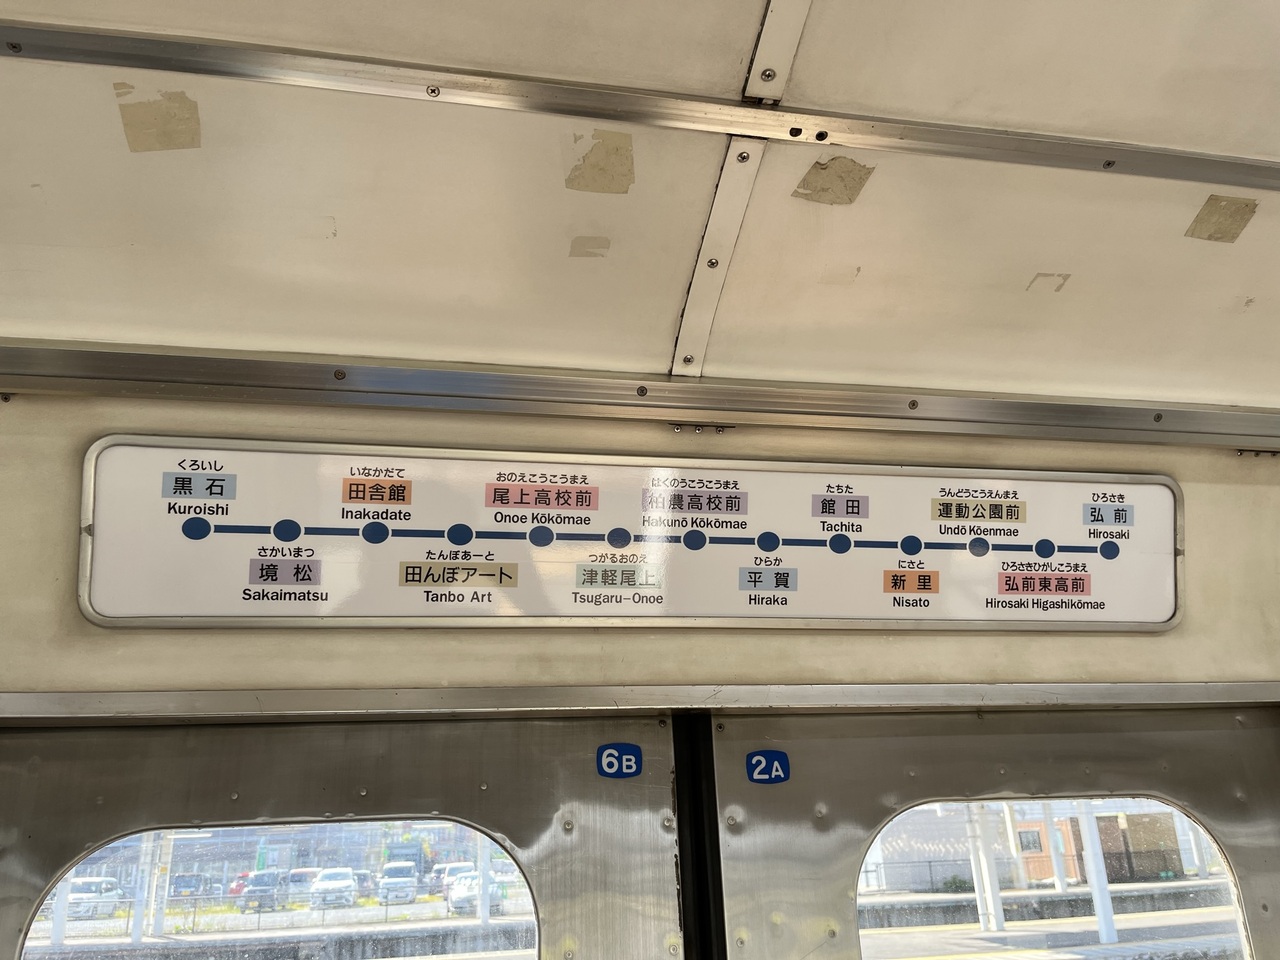 くろいし
黒石
Kuroishi
さかいまつ
境松
Sakaimatsu
いなかだて
田舎館
Inakadate
たんぼあーと
田んぼアート
Tanbo Art
おのえこうこうまえ
尾上高校前
Onoe Kōkōmae
つがるおのえ
津軽尾上
Tsugaru-Onoe
はくのうこうこうまえ
柏農高校前
Hakunō Kōkōmae
ひらか
平賀
Hiraka
たちた
館田
Tachita
にさと
新里
Nisato
うんどうこうえんまえ
運動公園前
Undō Kōenmae
ひろさきひがしこうまえ
弘前東高前
Hirosaki Higashikōmae
ひろさき
弘前
Hirosaki
6B
2A